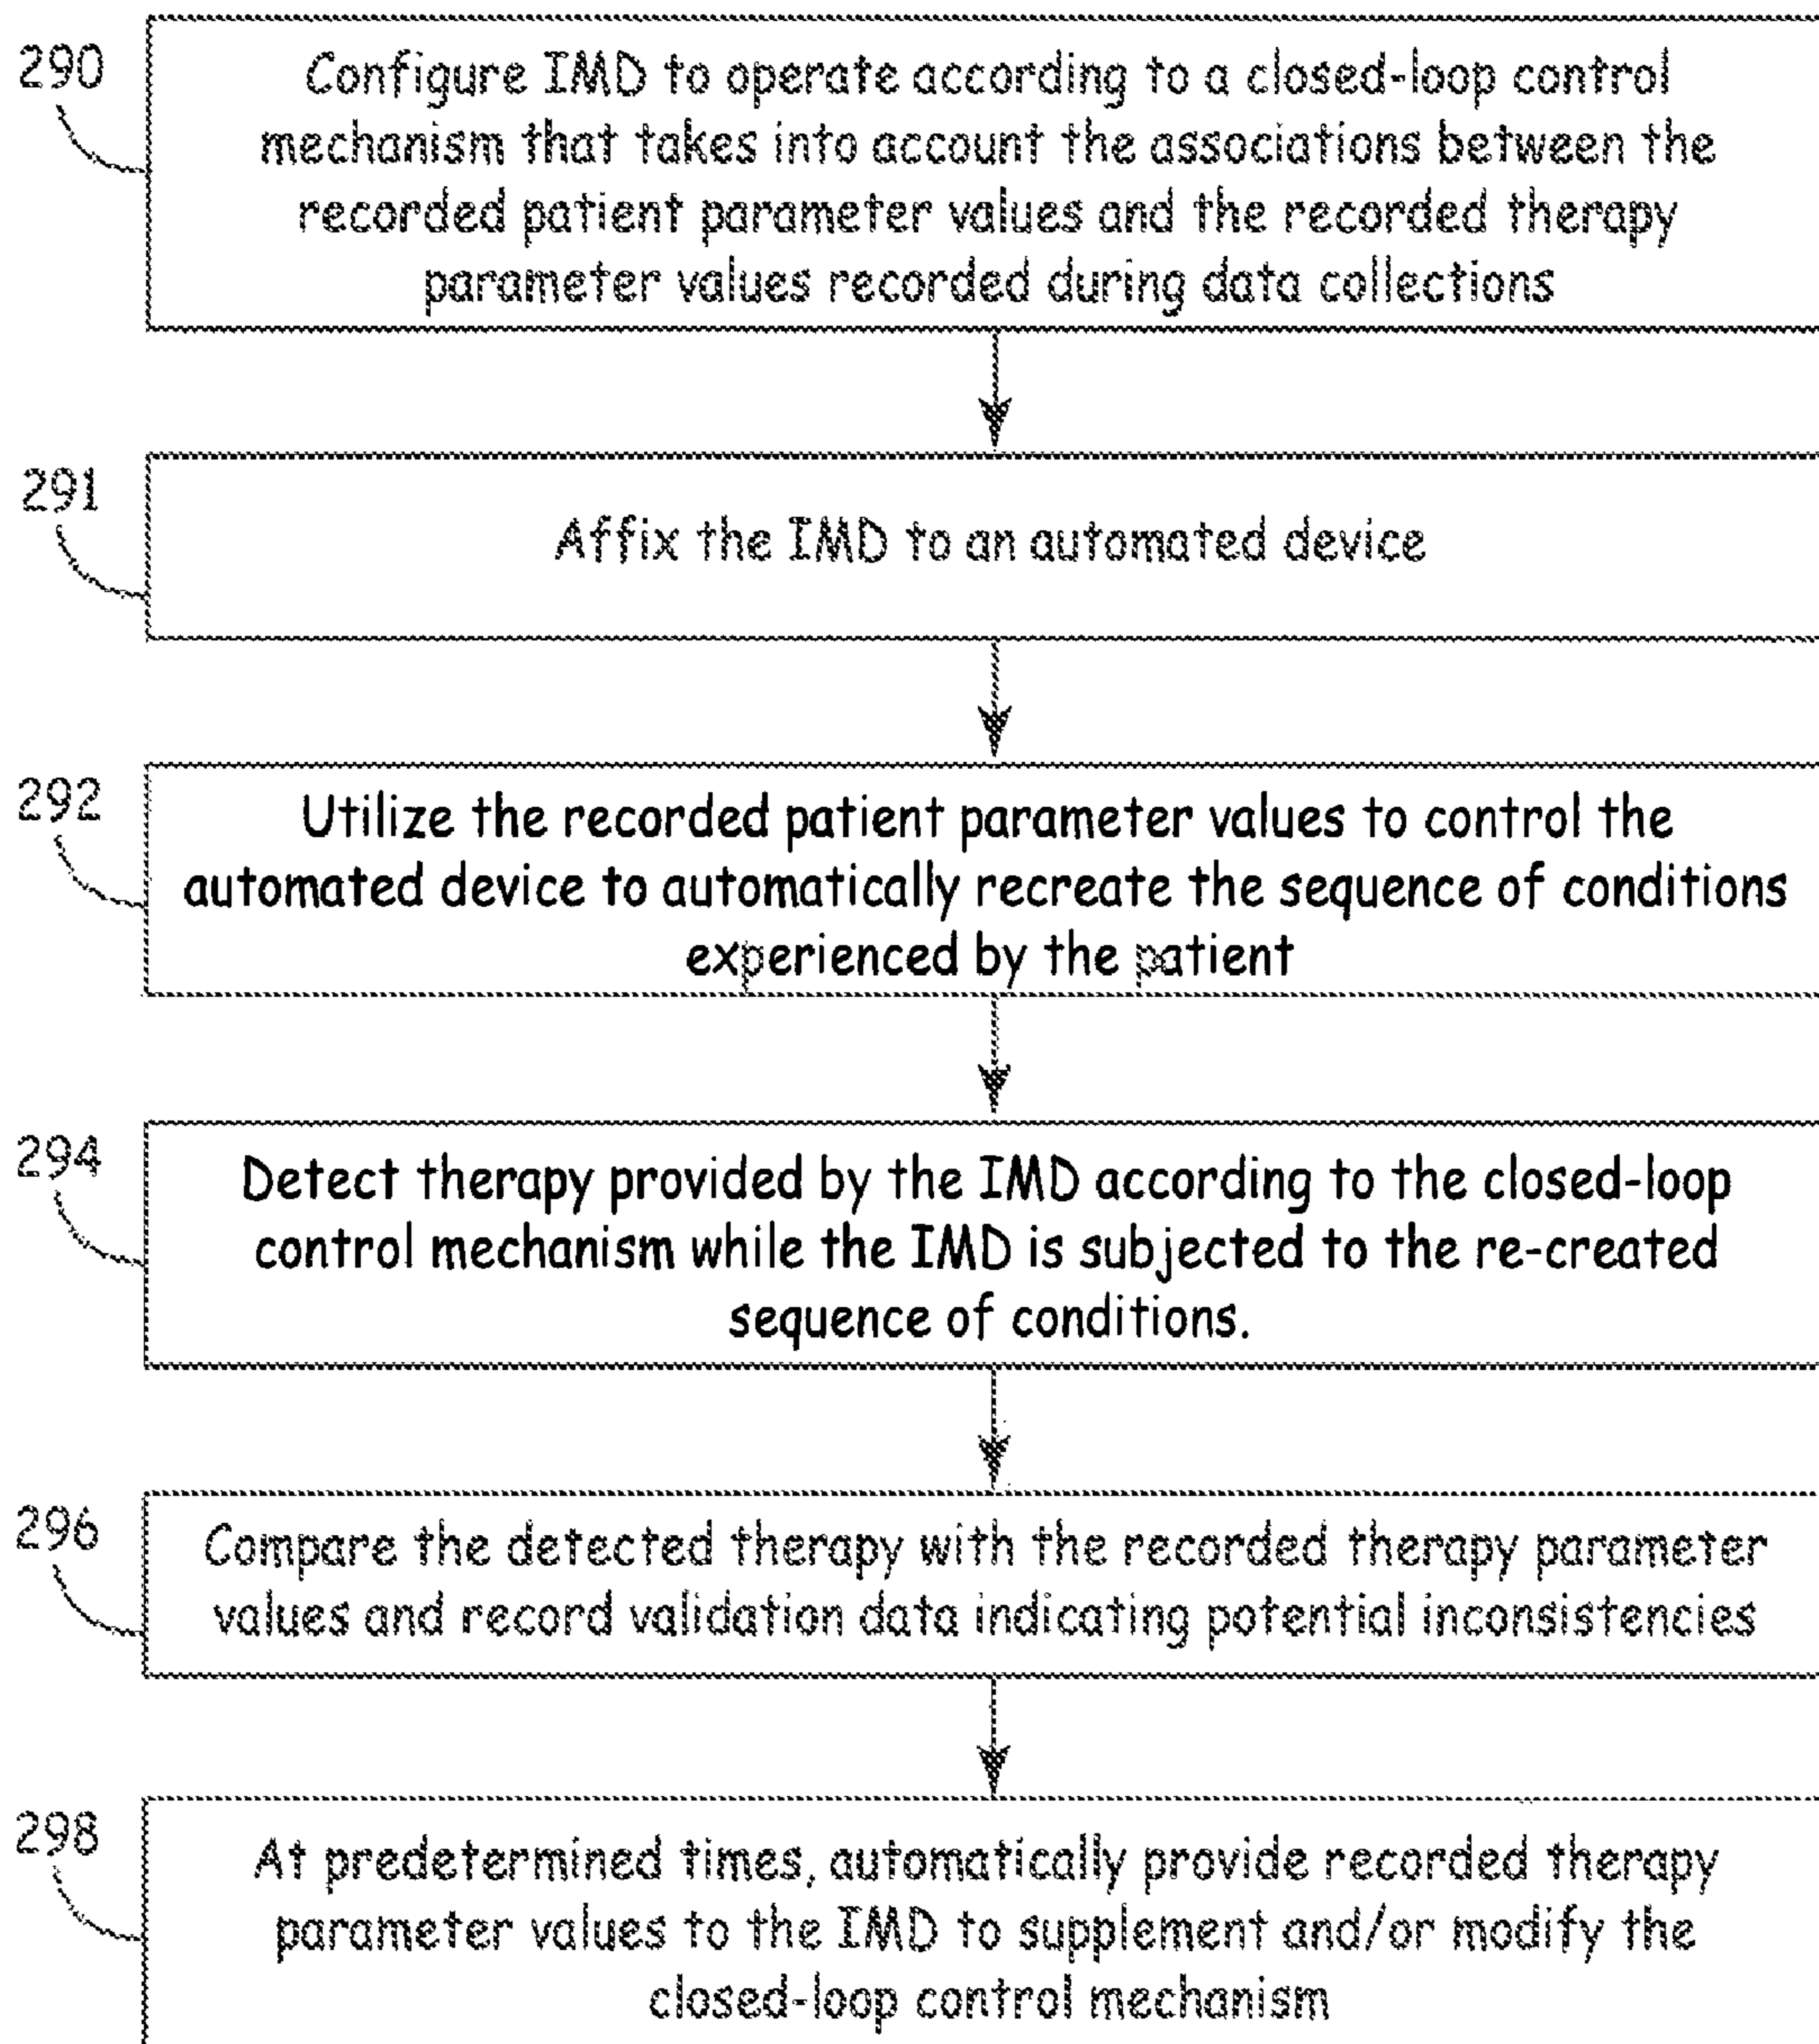 290
Configure IMD to operate according to a closed-loop control
mechanism that takes into account the associations between the
recorded patient parameter values and the recorded therapy
parameter values recorded during data collections
291
Affix the IMD to an automated device
292
Utilize the recorded patient parameter values to control the
automated device to automatically recreate the sequence of conditions
experienced by the patient
294
Detect therapy provided by the IMD according to the closed-loop
control mechanism while the IMD is subjected to the re-created
sequence of conditions.
296
Compare the detected therapy with the recorded therapy parameter
values and record validation data indicating potential inconsistencies
298
At predetermined times, automatically provide recorded therapy
parameter values to the IMD to supplement and/or modify the
closed-loop control mechanism